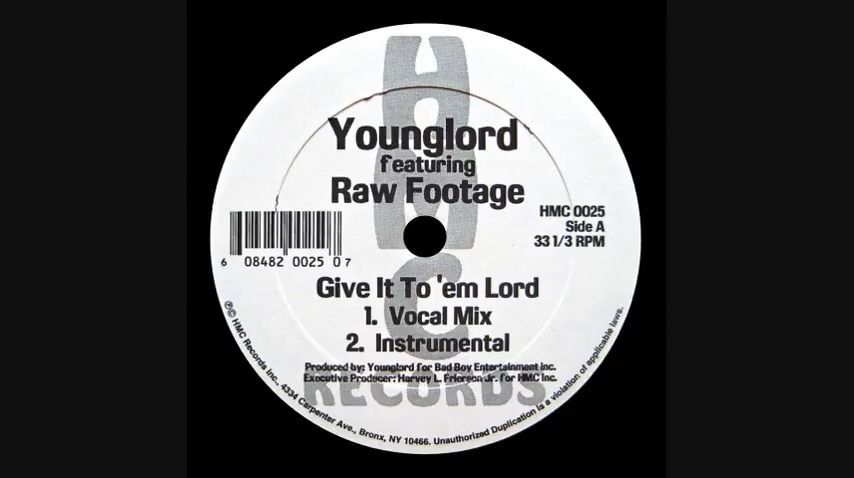 HMC
Younglord
featuring
Raw Footage
HMC 0025
Side A
33 1/3 RPM
6 08482 0025 0 7
Give It To 'em Lord
1. Vocal Mix
2. Instrumental
Produced by: Younglord for Bad Boy Entertainment Inc.
Executive Producer: Harvey L. Frierson Jr. for HMC Inc.
RECORDS
℗© HMC Records Inc., 4334 Carpenter Ave., Bronx, NY 10466. Unauthorized Duplication is a violation of applicable laws.